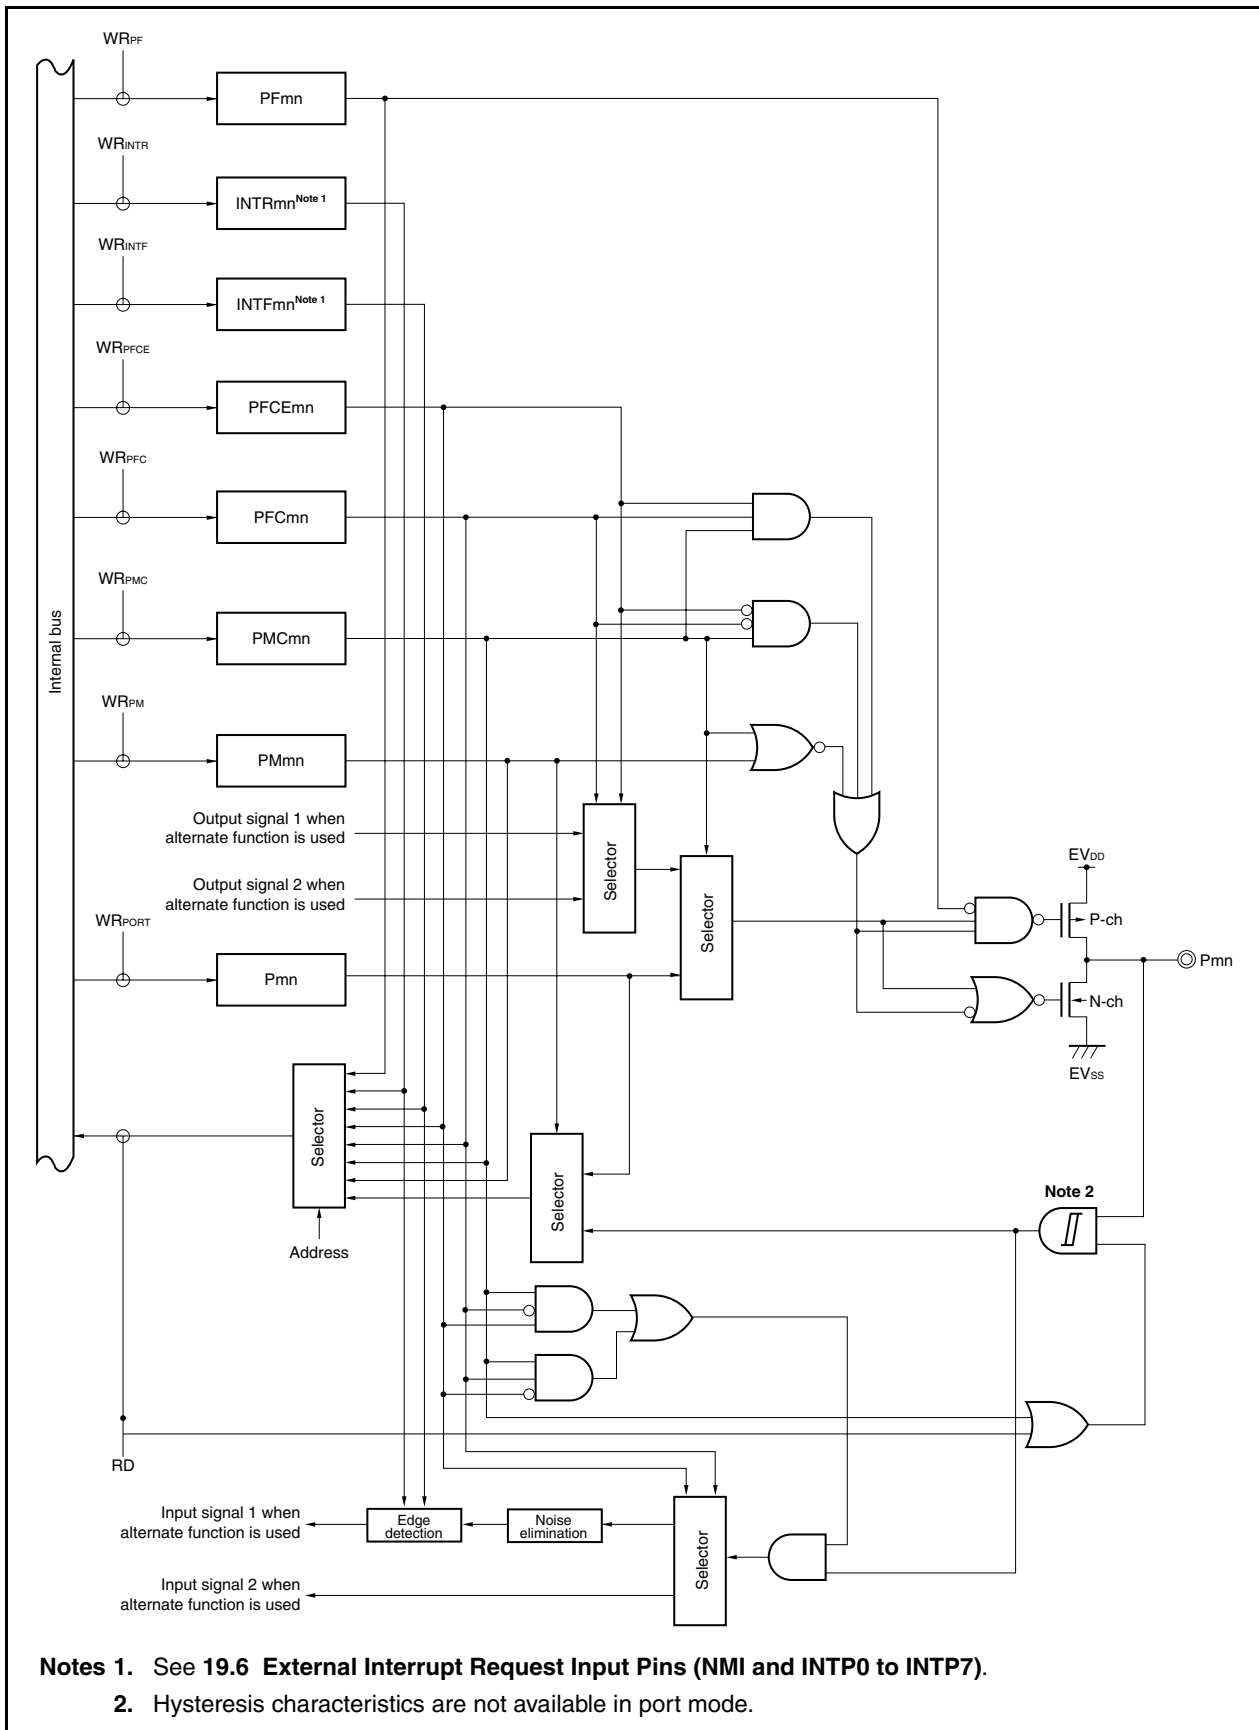 WRPF
PFmn
WRINTR
INTRmnNote 1
WRINTF
INTFmnNote 1
WRPFCE
PFCEmn
WRPFC
PFCmn
WRPMC
PMCmn
Internal bus
WRPM
PMmn
Output signal 1 when
alternate function is used
Selector
Output signal 2 when
alternate function is used
Selector
WRPORT
Pmn
EVDD
P-ch
Pmn
N-ch
EVSS
Selector
Address
Selector
Note 2
RD
Input signal 1 when
alternate function is used
Edge
detection
Noise
elimination
Selector
Input signal 2 when
alternate function is used
Notes 1. See 19.6 External Interrupt Request Input Pins (NMI and INTP0 to INTP7).
2. Hysteresis characteristics are not available in port mode.